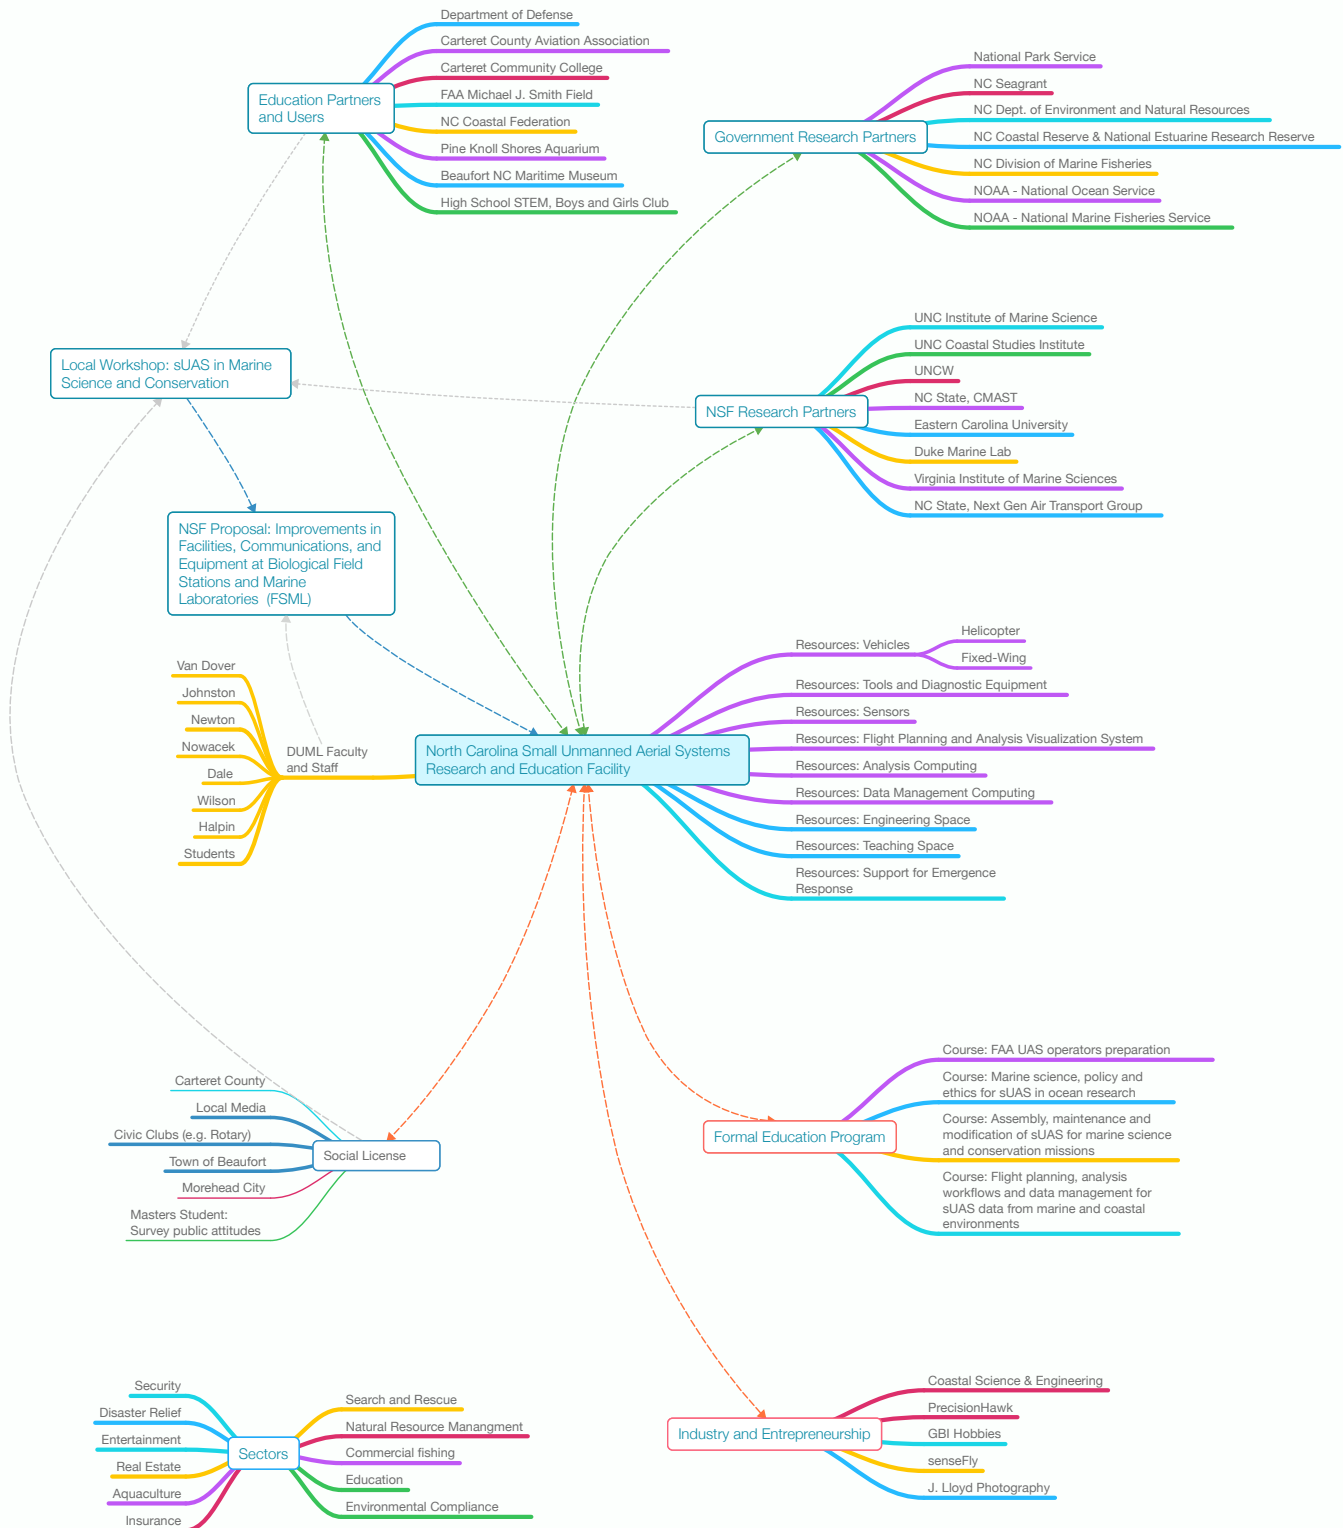 Department of Defense
Carteret County Aviation Association
Carteret Community College
FAA Michael J. Smith Field
NC Coastal Federation
Pine Knoll Shores Aquarium
Beaufort NC Maritime Museum
High School STEM, Boys and Girls Club
Education Partners
and Users
National Park Service
NC Seagrant
NC Dept. of Environment and Natural Resources
NC Coastal Reserve & National Estuarine Research Reserve
NC Division of Marine Fisheries
NOAA - National Ocean Service
NOAA - National Marine Fisheries Service
Government Research Partners
Local Workshop: sUAS in Marine
Science and Conservation
UNC Institute of Marine Science
UNC Coastal Studies Institute
UNCW
NC State, CMAST
Eastern Carolina University
Duke Marine Lab
Virginia Institute of Marine Sciences
NC State, Next Gen Air Transport Group
NSF Research Partners
NSF Proposal: Improvements in
Facilities, Communications, and
Equipment at Biological Field
Stations and Marine
Laboratories (FSML)
Van Dover
Johnston
Newton
Nowacek
Dale
Wilson
Halpin
Students
DUML Faculty
and Staff
North Carolina Small Unmanned Aerial Systems
Research and Education Facility
Resources: Vehicles
Helicopter
Fixed-Wing
Resources: Tools and Diagnostic Equipment
Resources: Sensors
Resources: Flight Planning and Analysis Visualization System
Resources: Analysis Computing
Resources: Data Management Computing
Resources: Engineering Space
Resources: Teaching Space
Resources: Support for Emergence
Response
Carteret County
Local Media
Civic Clubs (e.g. Rotary)
Town of Beaufort
Morehead City
Masters Student:
Survey public attitudes
Social License
Formal Education Program
Course: FAA UAS operators preparation
Course: Marine science, policy and
ethics for sUAS in ocean research
Course: Assembly, maintenance and
modification of sUAS for marine science
and conservation missions
Course: Flight planning, analysis
workflows and data management for
sUAS data from marine and coastal
environments
Security
Disaster Relief
Entertainment
Real Estate
Aquaculture
Insurance
Sectors
Search and Rescue
Natural Resource Managment
Commercial fishing
Education
Environmental Compliance
Industry and Entrepreneurship
Coastal Science & Engineering
PrecisionHawk
GBI Hobbies
senseFly
J. Lloyd Photography